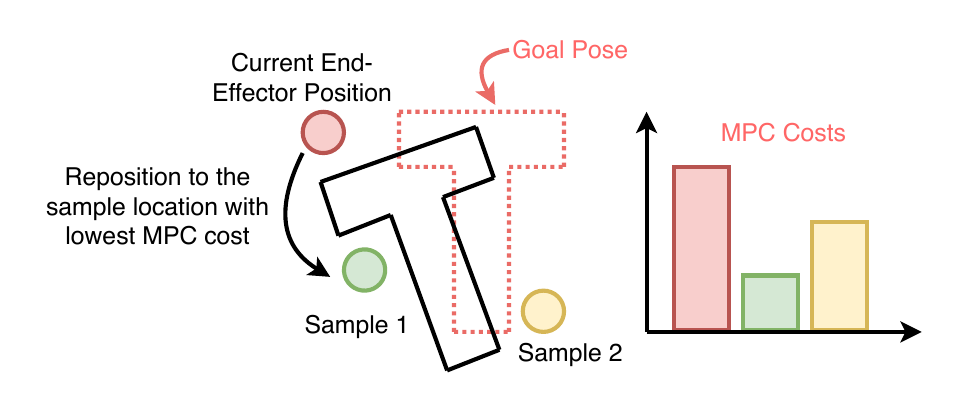 Current End-
Effector Position
Goal Pose
MPC Costs
Reposition to the
sample location with
lowest MPC cost
Sample 1
Sample 2